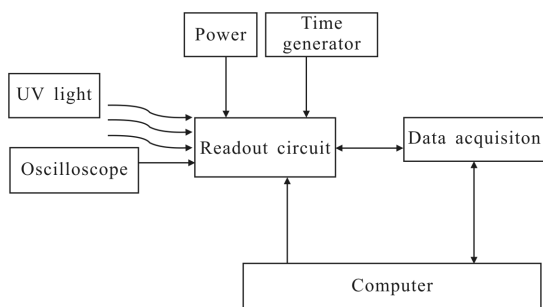 Power
Time
generator
UV light
Readout circuit
Data acquisiton
Oscilloscope
Computer